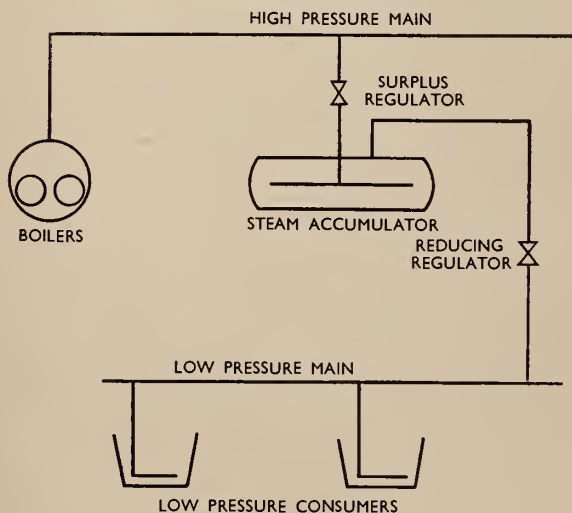 HIGH PRESSURE MAIN
SURPLUS
REGULATOR
BOILERS
STEAM ACCUMULATOR
REDUCING
REGULATOR
LOW PRESSURE MAIN
LOW PRESSURE CONSUMERS